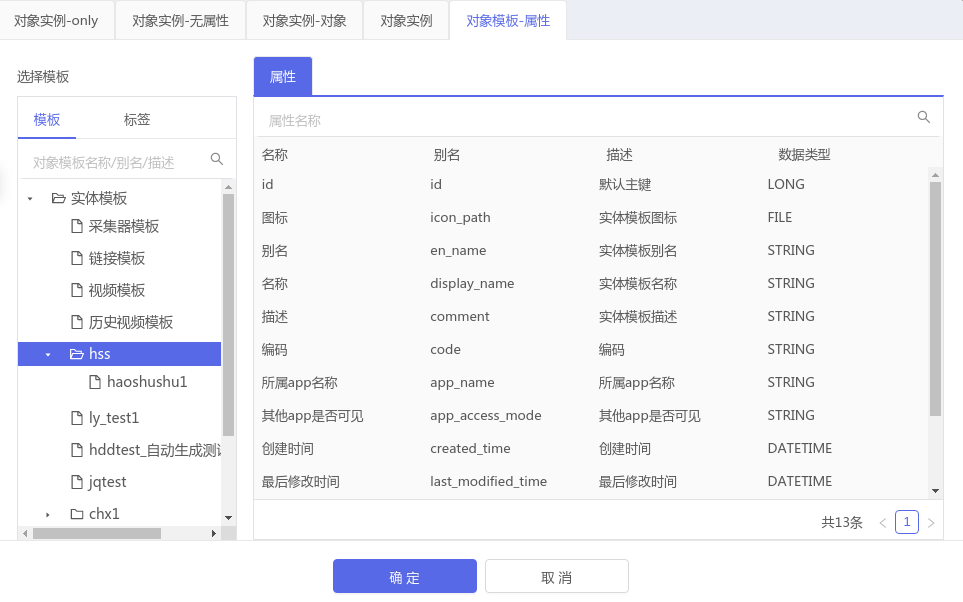 对象实例-only 对象实例-无属性 对象实例-对象 对象实例 对象模板-属性
选择模板
模板 标签
对象模板名称/别名/描述
实体模板
采集器模板
链接模板
视频模板
历史视频模板
hss
haoshushu1
ly_test1
hddtest_自动生成测
jqtest
chx1
属性
属性名称
名称 别名 描述 数据类型
id id 默认主键 LONG
图标 icon_path 实体模板图标 FILE
别名 en_name 实体模板别名 STRING
名称 display_name 实体模板名称 STRING
描述 comment 实体模板描述 STRING
编码 code 编码 STRING
所属app名称 app_name 所属app名称 STRING
其他app是否可见 app_access_mode 其他app是否可见 STRING
创建时间 created_time 创建时间 DATETIME
最后修改时间 last_modified_time 最后修改时间 DATETIME
共13条 < 1 >
确 定 取 消